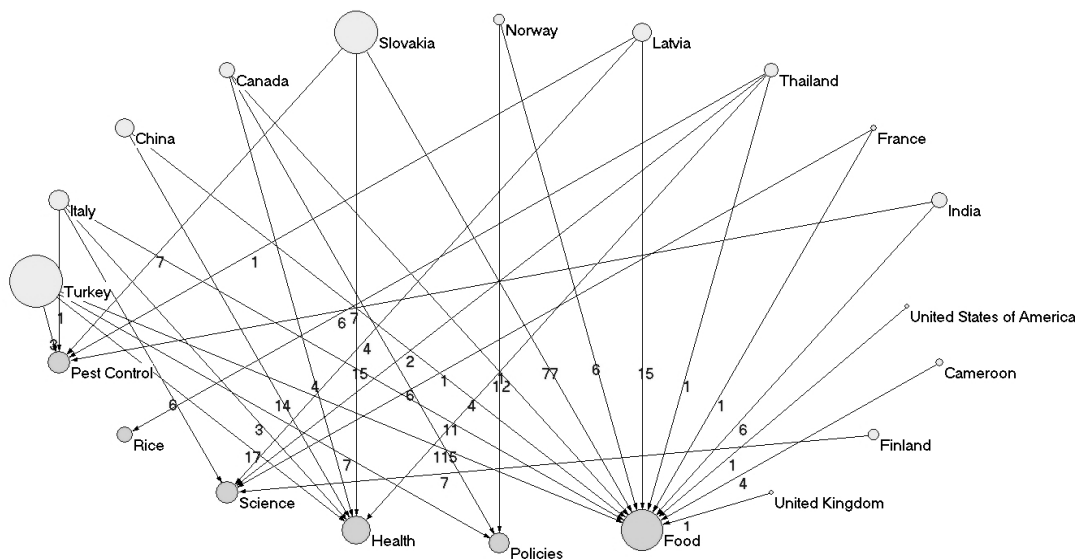 Norway
Slovakia
Latvia
Canada
Thailand
China
France
Italy
India
7
1
Turkey
United States of America
1
6
7
3
4
2
Pest Control
Cameroon
15
1
77
6
15
4
1
12
1
6
6
14
4
1
3
11
6
Rice
Finland
17
115
7
1
7
4
Science
United Kingdom
1
Health
Policies
Food